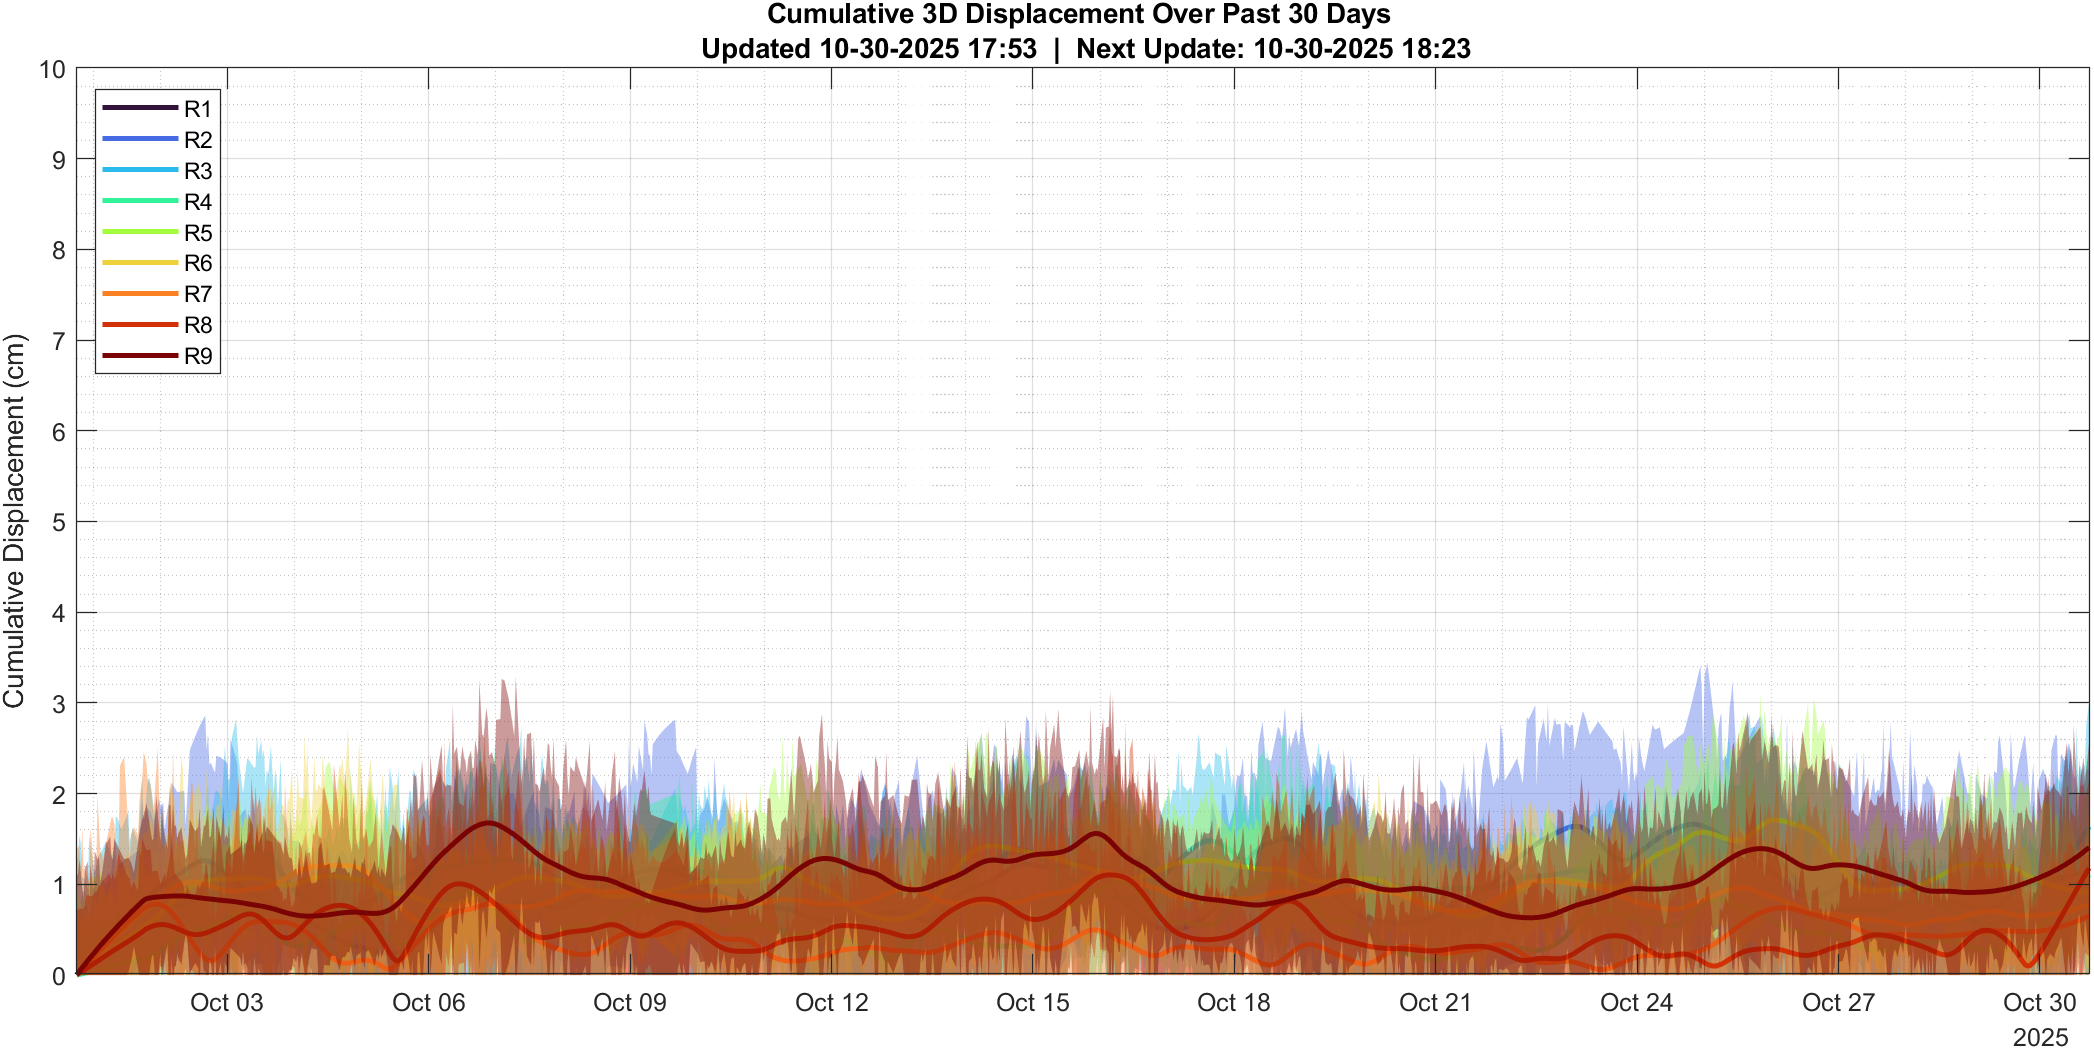 Cumulative 3D Displacement Over Past 30 Days
Updated 10-30-2025 17:53 | Next Update: 10-30-2025 18:23
Cumulative Displacement (cm)
10
9
8
7
6
5
4
3
2
1
0
R1
R2
R3
R4
R5
R6
R7
R8
R9
Oct 03 Oct 06 Oct 09 Oct 12 Oct 15 Oct 18 Oct 21 Oct 24 Oct 27 Oct 30
2025